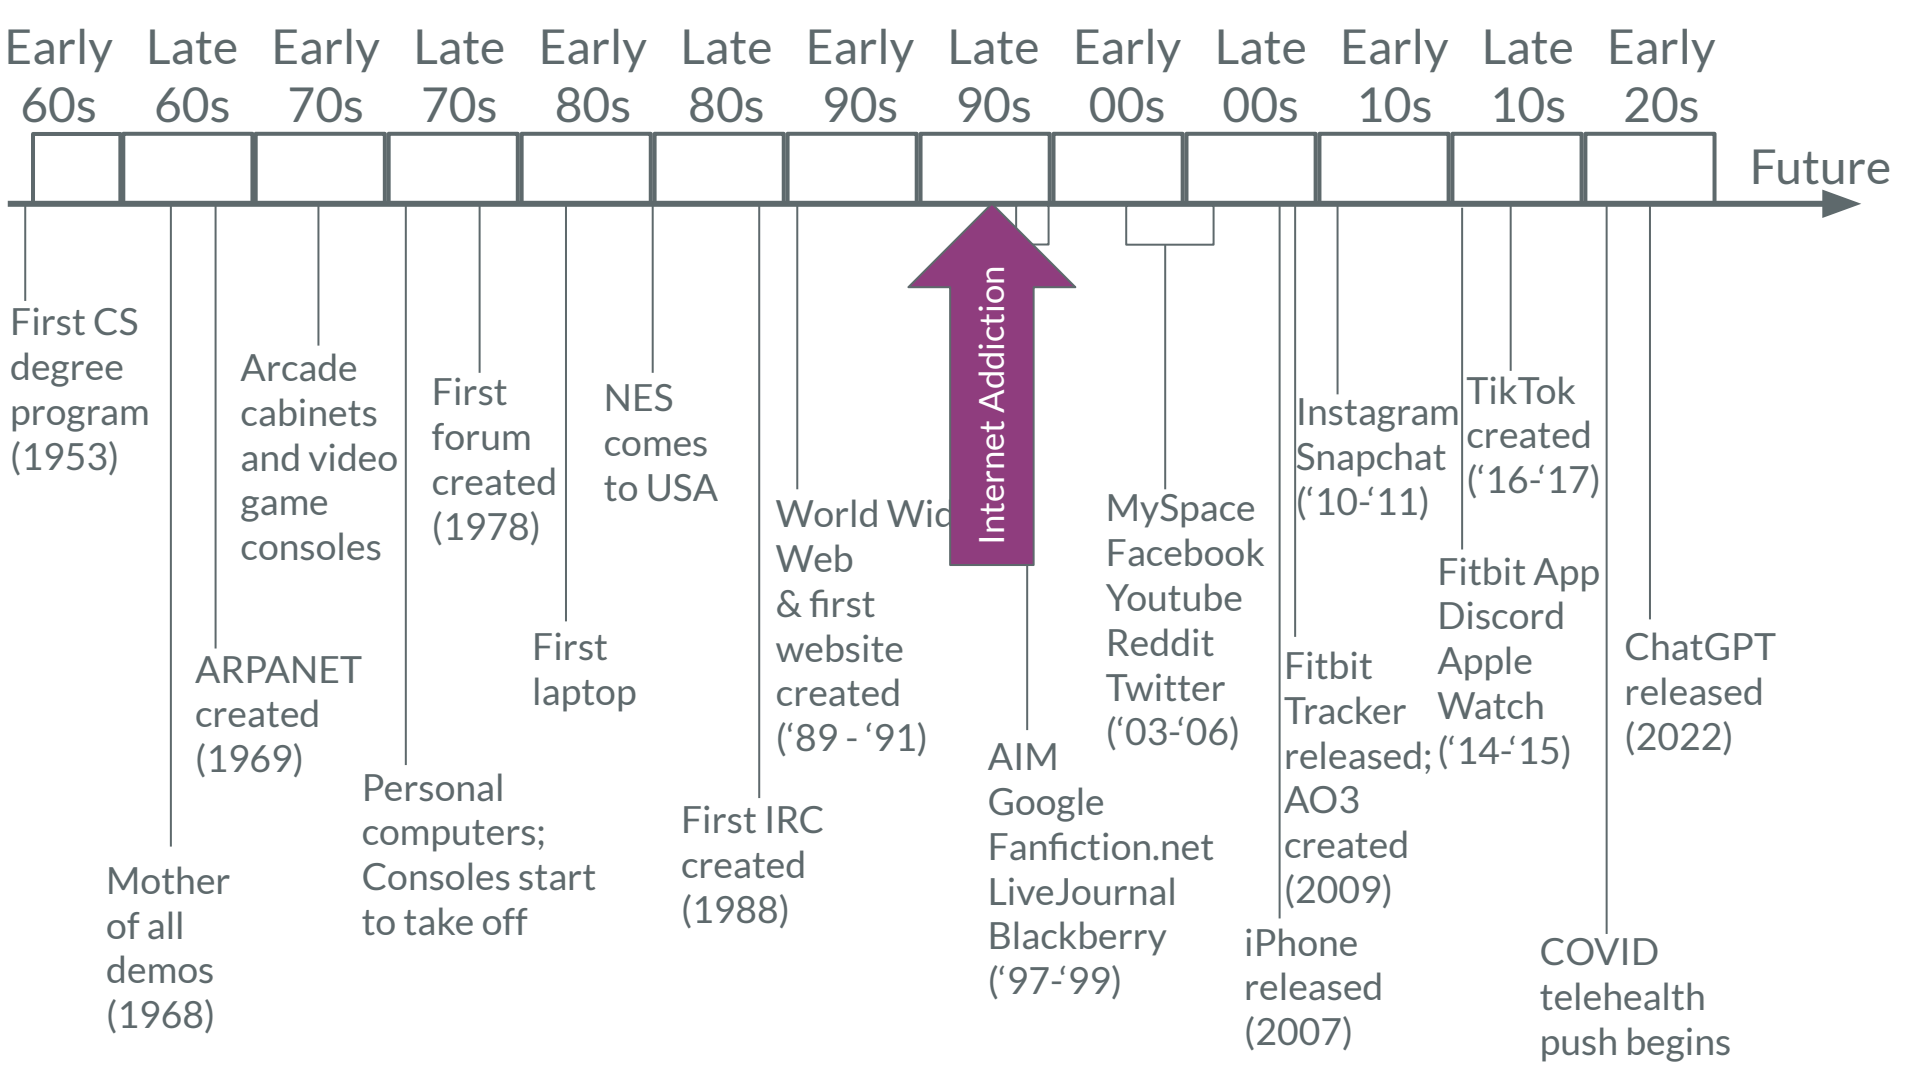 Early 60s
Late 60s
Early 70s
Late 70s
Early 80s
Late 80s
Early 90s
Late 90s
Early 00s
Late 00s
Early 10s
Late 10s
Early 20s
Future
First CS
degree
program
(1953)
Mother
of all
demos
(1968)
ARPANET
created
(1969)
Arcade
cabinets
and video
game
consoles
Personal
computers;
Consoles start
to take off
First
forum
created
(1978)
First
laptop
NES
comes
to USA
First IRC
created
(1988)
World Wid
Web
& first
website
created
(‘89 - ‘91)
Internet Addiction
AIM
Google
Fanfiction.net
LiveJournal
Blackberry
(‘97-‘99)
MySpace
Facebook
Youtube
Reddit
Twitter
(‘03-‘06)
iPhone
released
(2007)
Fitbit
Tracker
released;
AO3
created
(2009)
Instagram
Snapchat
(‘10-‘11)
Fitbit App
Discord
Apple
Watch
(‘14-‘15)
TikTok
created
(‘16-‘17)
COVID
telehealth
push begins
ChatGPT
released
(2022)